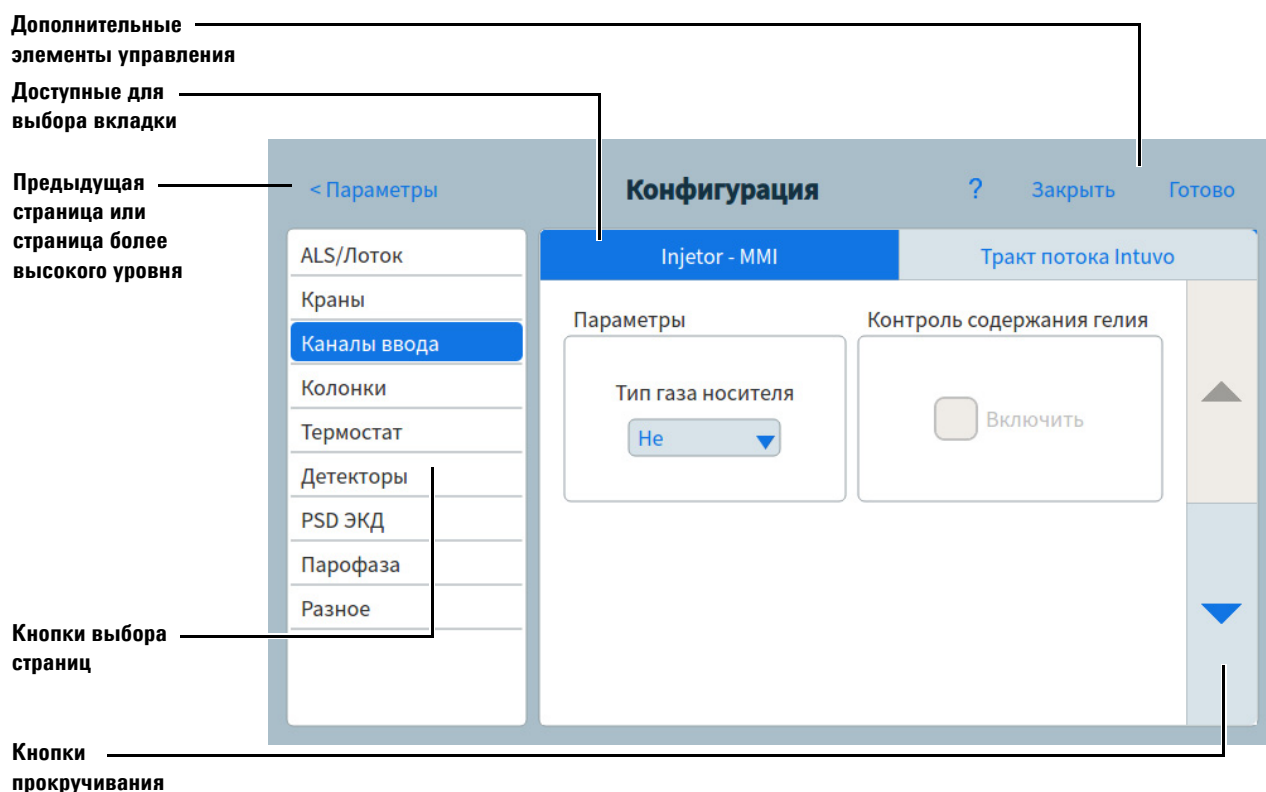 Дополнительные
элементы управления
Доступные для
выбора вкладки
Предыдущая
страница или
страница более
высокого уровня
< Параметры
Конфигурация
?
Закрыть
Готово
ALS/Лоток
Краны
Каналы ввода
Колонки
Термостат
Детекторы
PSD ЭКД
Парофаза
Разное
Injetor - MMI
Тракт потока Intuvo
Параметры
Контроль содержания гелия
Тип газа носителя
Не
Включить
Кнопки выбора
страниц
Кнопки
прокручивания